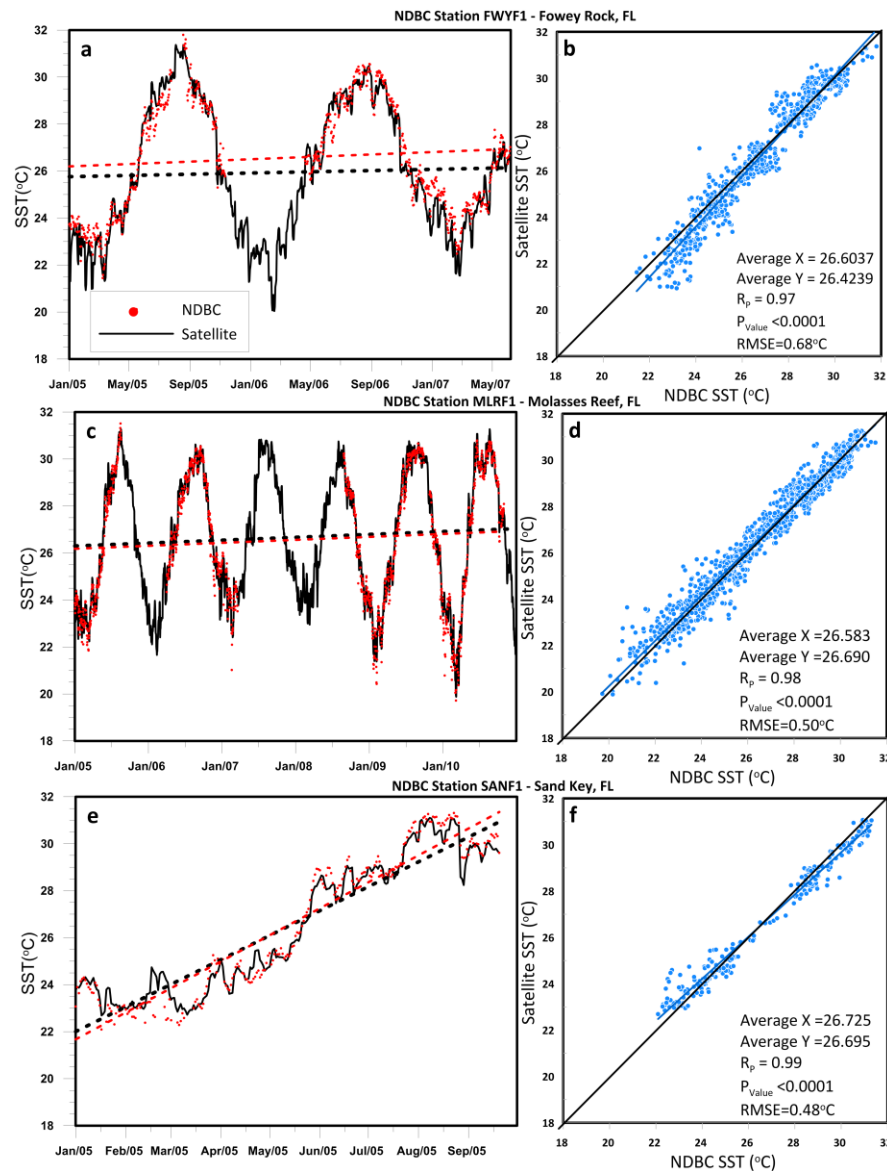 NDBC Station FWYF1 - Fowey Rock, FL
a
SST(°C)
32
30
28
26
24
22
20
18
NDBC
Satellite
Jan/05 May/05 Sep/05 Jan/06 May/06 Sep/06 Jan/07 May/07
b
Satellite SST (°C)
32
30
28
26
24
22
20
18
Average X = 26.6037
Average Y = 26.4239
RP = 0.97
PValue <0.0001
RMSE=0.68°C
18 20 22 24 26 28 30 32
NDBC SST (°C)
NDBC Station MLRF1 - Molasses Reef, FL
c
SST(°C)
32
30
28
26
24
22
20
18
Jan/05 Jan/06 Jan/07 Jan/08 Jan/09 Jan/10
d
Satellite SST (°C)
32
30
28
26
24
22
20
18
Average X =26.583
Average Y =26.690
RP = 0.98
PValue <0.0001
RMSE=0.50°C
18 20 22 24 26 28 30 32
NDBC SST (°C)
NDBC Station SANF1 - Sand Key, FL
e
SST(°C)
32
30
28
26
24
22
20
18
Jan/05 Feb/05 Mar/05 Apr/05 May/05 Jun/05 Jul/05 Aug/05 Sep/05
f
Satellite SST (°C)
32
30
28
26
24
22
20
18
Average X =26.725
Average Y =26.695
RP = 0.99
PValue <0.0001
RMSE=0.48°C
18 20 22 24 26 28 30 32
NDBC SST (°C)